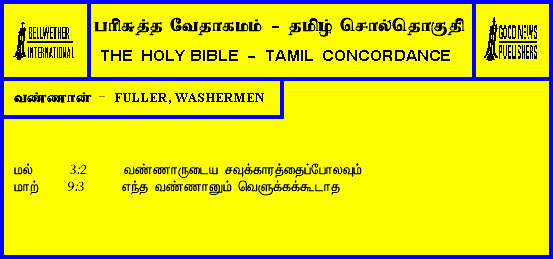 BELLWETHER INTERNATIONAL
பரிசுத்த வேதாகமம் - தமிழ் சொல்தொகுதி
THE HOLY BIBLE - TAMIL CONCORDANCE
GOOD NEWS PUBLISHERS
வண்ணான் - FULLER, WASHERMEN
மல் 3:2 வண்ணாருடைய சவுக்காரத்தைப்போலவும்
மாற் 9:3 எந்த வண்ணானும் வெளுக்கக்கூடாத